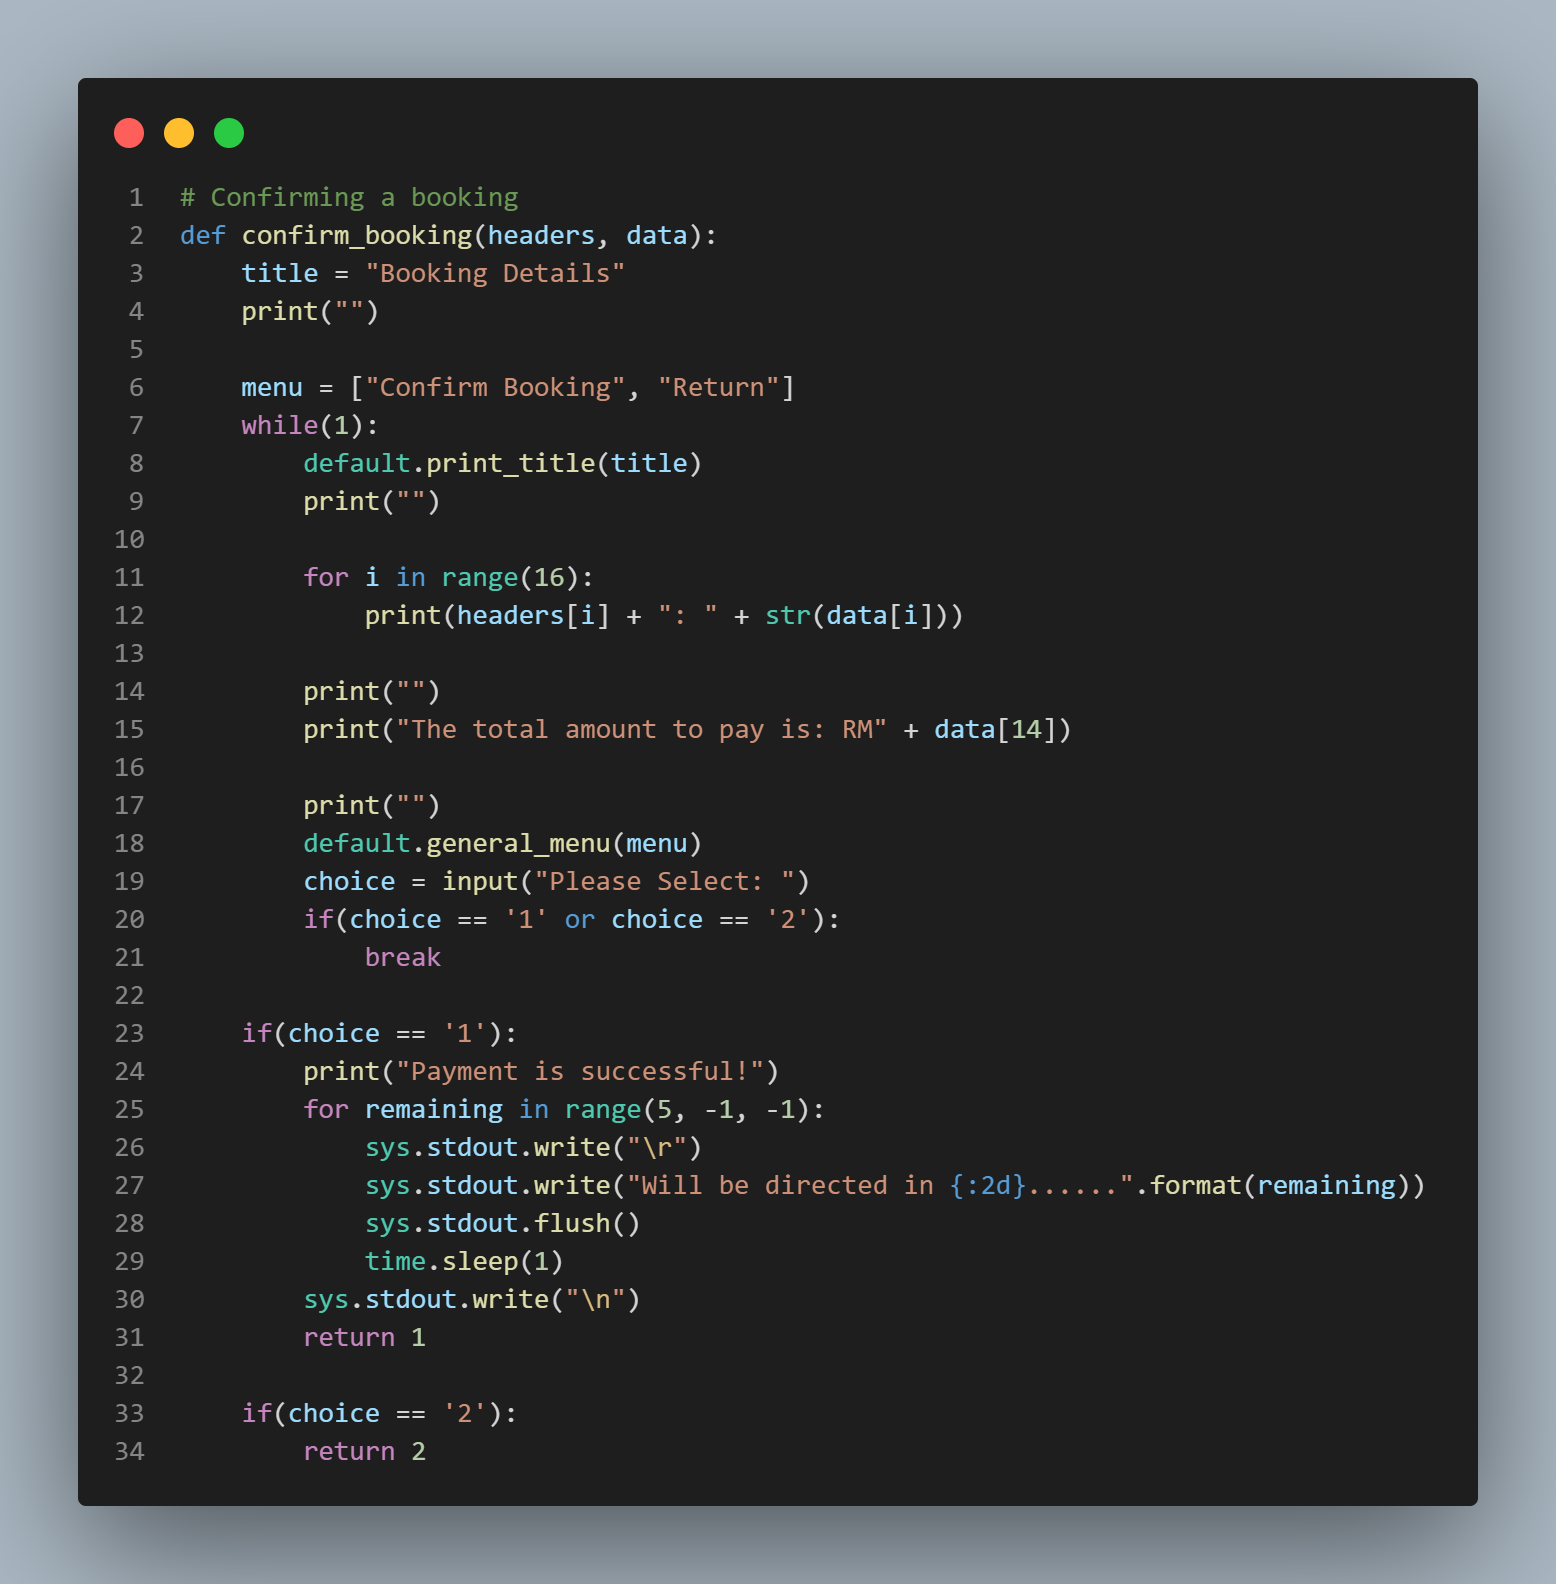 1 # Confirming a booking
2 def confirm_booking(headers, data):
3     title = "Booking Details"
4     print("")
5
6     menu = ["Confirm Booking", "Return"]
7     while(1):
8         default.print_title(title)
9         print("")
10
11         for i in range(16):
12             print(headers[i] + ": " + str(data[i]))
13
14         print("")
15         print("The total amount to pay is: RM" + data[14])
16
17         print("")
18         default.general_menu(menu)
19         choice = input("Please Select: ")
20         if(choice == '1' or choice == '2'):
21             break
22
23     if(choice == '1'):
24         print("Payment is successful!")
25         for remaining in range(5, -1, -1):
26             sys.stdout.write("\r")
27             sys.stdout.write("Will be directed in {:2d}......".format(remaining))
28             sys.stdout.flush()
29             time.sleep(1)
30         sys.stdout.write("\n")
31         return 1
32
33     if(choice == '2'):
34         return 2